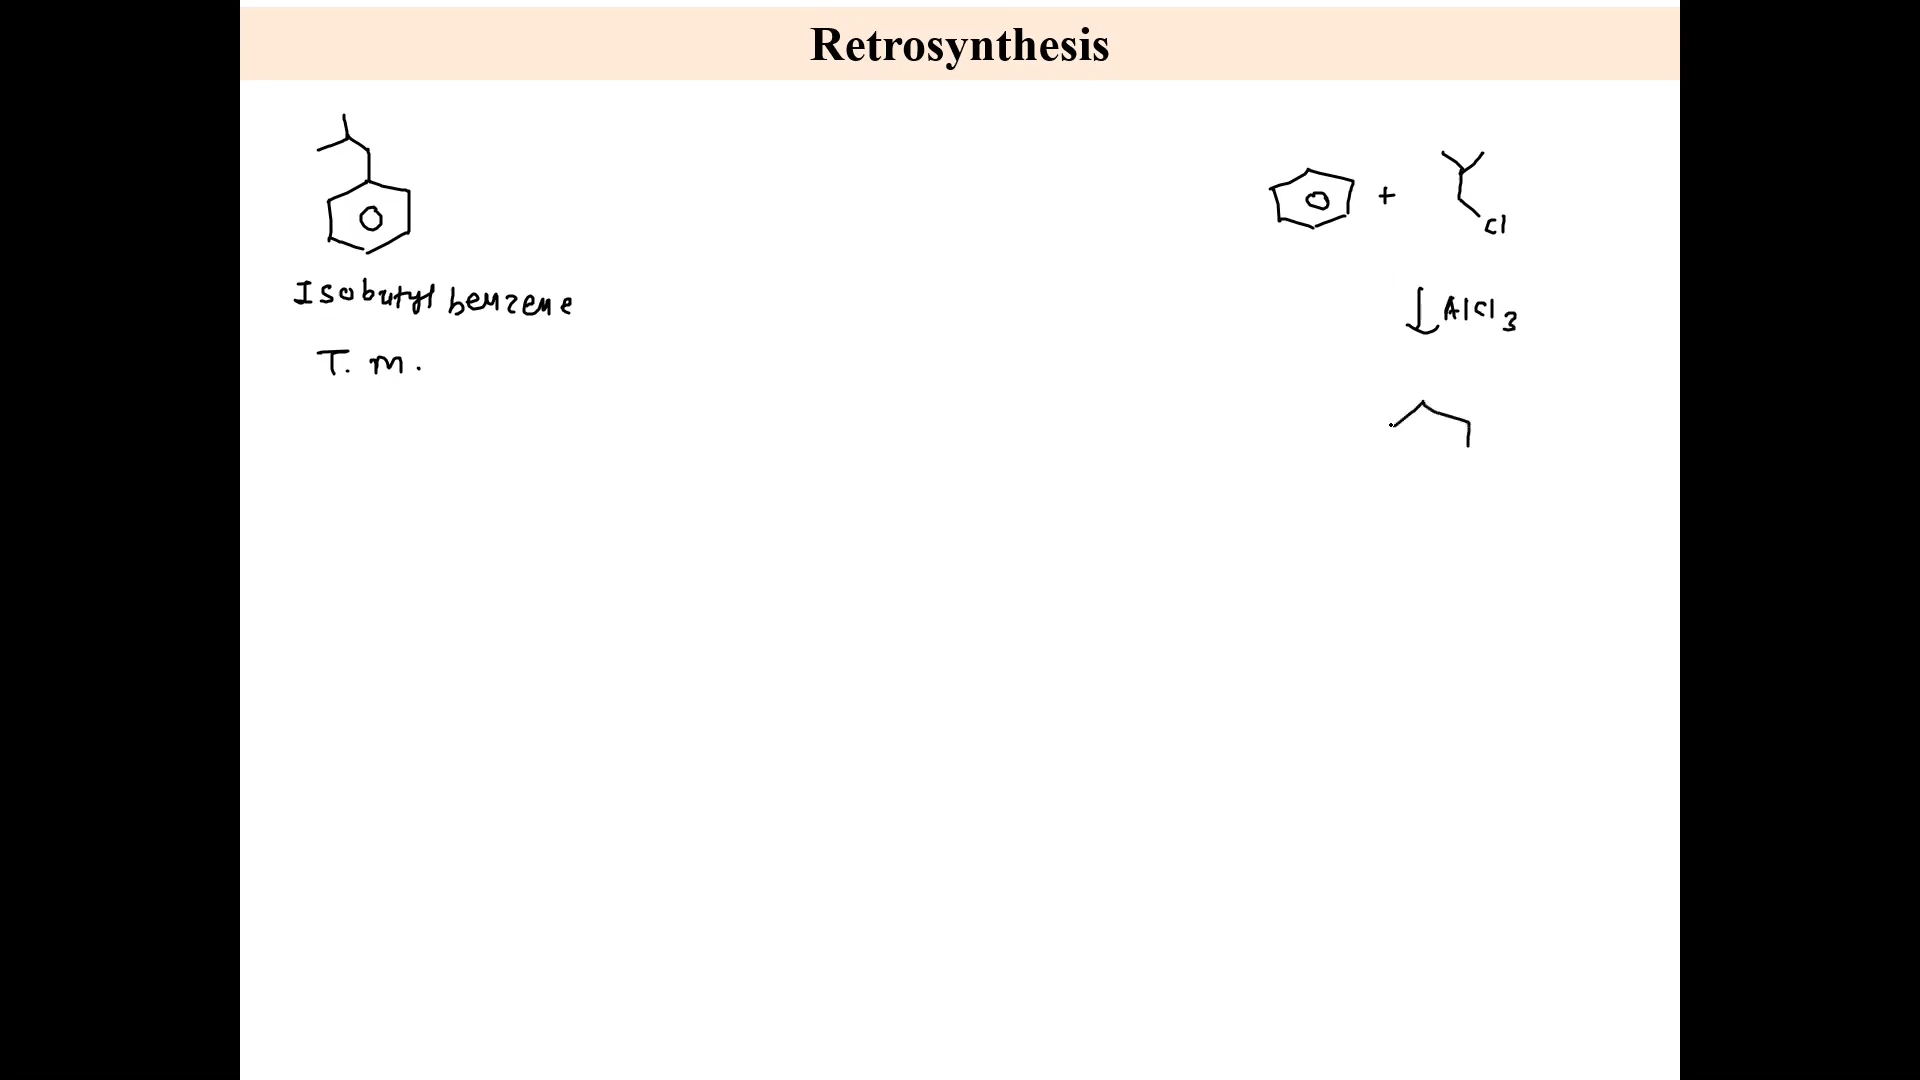 Retrosynthesis
+
Cl
Isobutyl benzene
AlCl3
T. m.